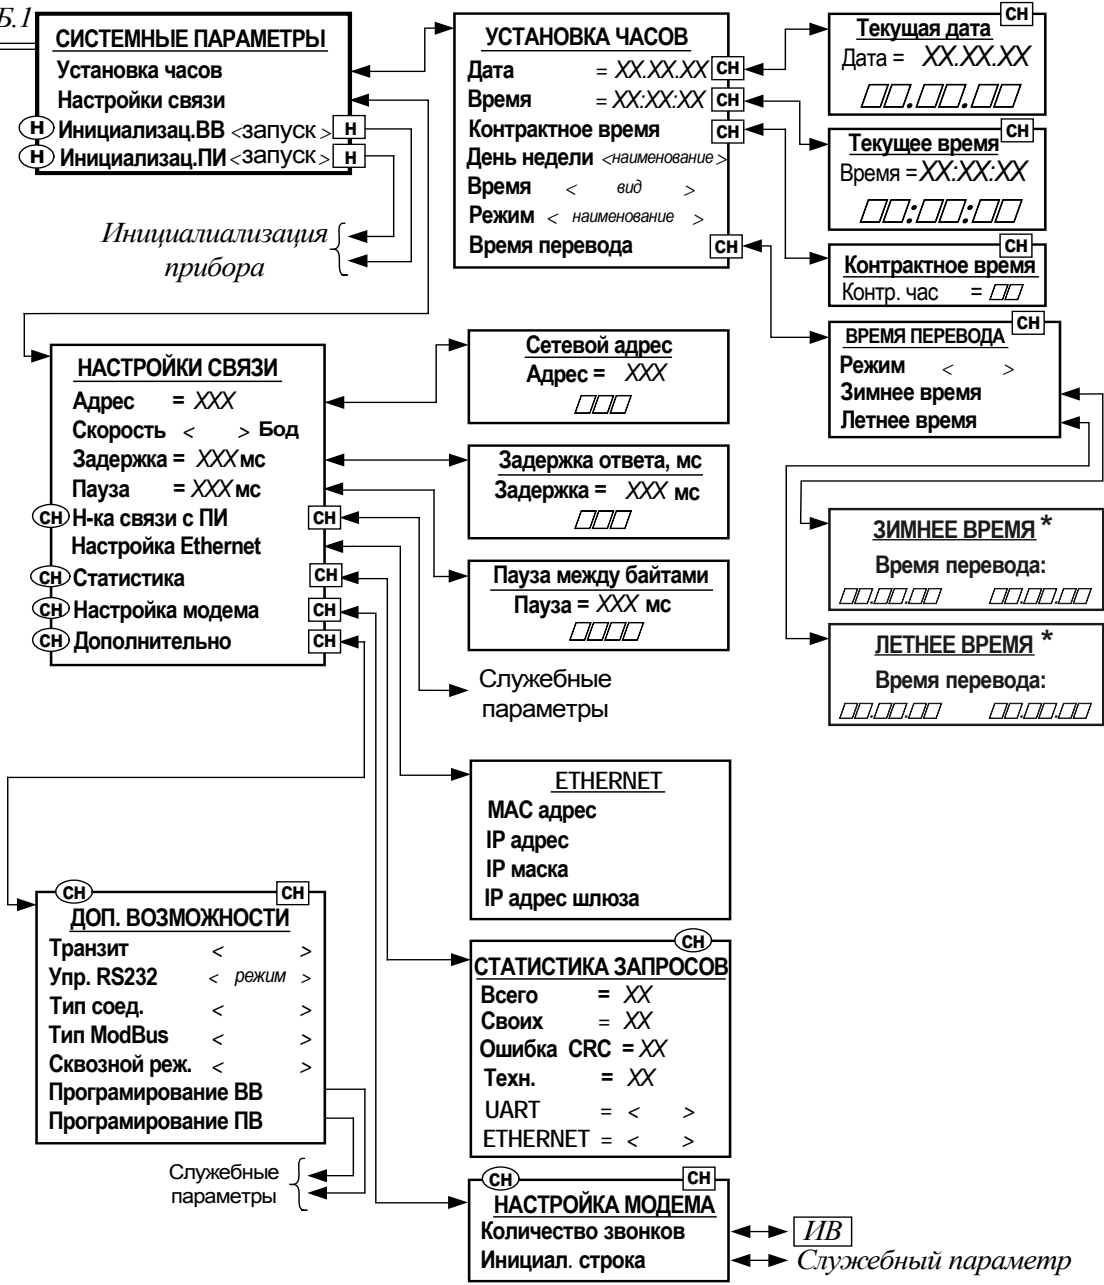 Б.1
СИСТЕМНЫЕ ПАРАМЕТРЫ
Установка часов
Настройки связи
Н Инициализац.ВВ <запуск> Н
Н Инициализац.ПИ <запуск> Н
Инициалиализация
прибора
УСТАНОВКА ЧАСОВ
Дата = XX.XX.XX СН
Время = XX:XX:XX СН
Контрактное время СН
День недели <наименование>
Время < вид >
Режим < наименование >
Время перевода СН
СН
Текущая дата
Дата = XX.XX.XX
СН
Текущее время
Время = XX:XX:XX
СН
Контрактное время
Контр. час =
СН
ВРЕМЯ ПЕРЕВОДА
Режим < >
Зимнее время
Летнее время
ЗИМНЕЕ ВРЕМЯ *
Время перевода:
ЛЕТНЕЕ ВРЕМЯ *
Время перевода:
НАСТРОЙКИ СВЯЗИ
Адрес = XXX
Скорость < > Бод
Задержка = XXX мс
Пауза = XXX мс
СН Н-ка связи с ПИ СН
Настройка Ethernet
СН Статистика СН
СН Настройка модема СН
СН Дополнительно СН
Сетевой адрес
Адрес = XXX
Задержка ответа, мс
Задержка = XXX мс
Пауза между байтами
Пауза = XXX мс
Служебные
параметры
ETHERNET
MAC адрес
IP адрес
IP маска
IP адрес шлюза
СН СН
ДОП. ВОЗМОЖНОСТИ
Транзит < >
Упр. RS232 < режим >
Тип соед. < >
Тип ModBus < >
Сквозной реж. < >
Програмирование ВВ
Програмирование ПВ
Служебные
параметры
СН
СТАТИСТИКА ЗАПРОСОВ
Всего = XX
Своих = XX
Ошибка CRC = XX
Техн. = XX
UART = < >
ETHERNET = < >
СН СН
НАСТРОЙКА МОДЕМА
Количество звонков
Инициал. строка
ИВ
Служебный параметр